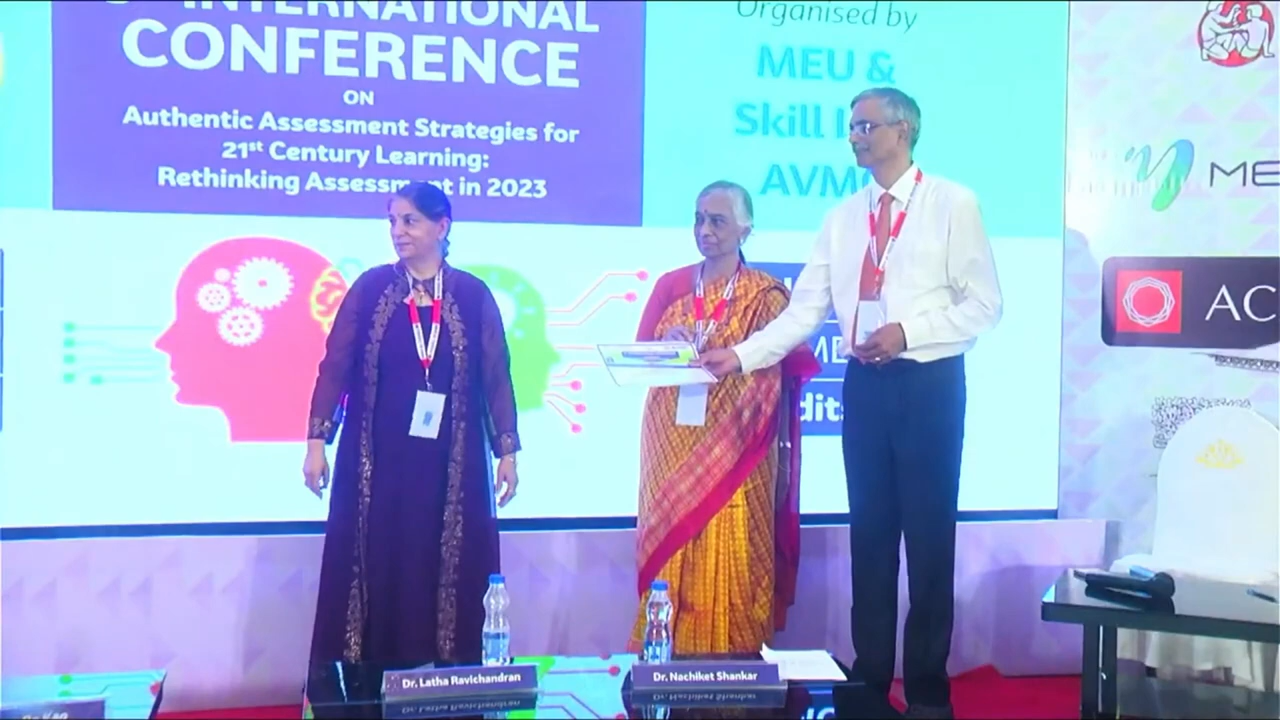 INTERNATIONAL
CONFERENCE
ON
Authentic Assessment Strategies for
21st Century Learning:
Rethinking Assessment in 2023
Organised by
MEU &
Skill
ME
AC
Dr. Latha Ravichandran
Dr. Nachiket Shankar